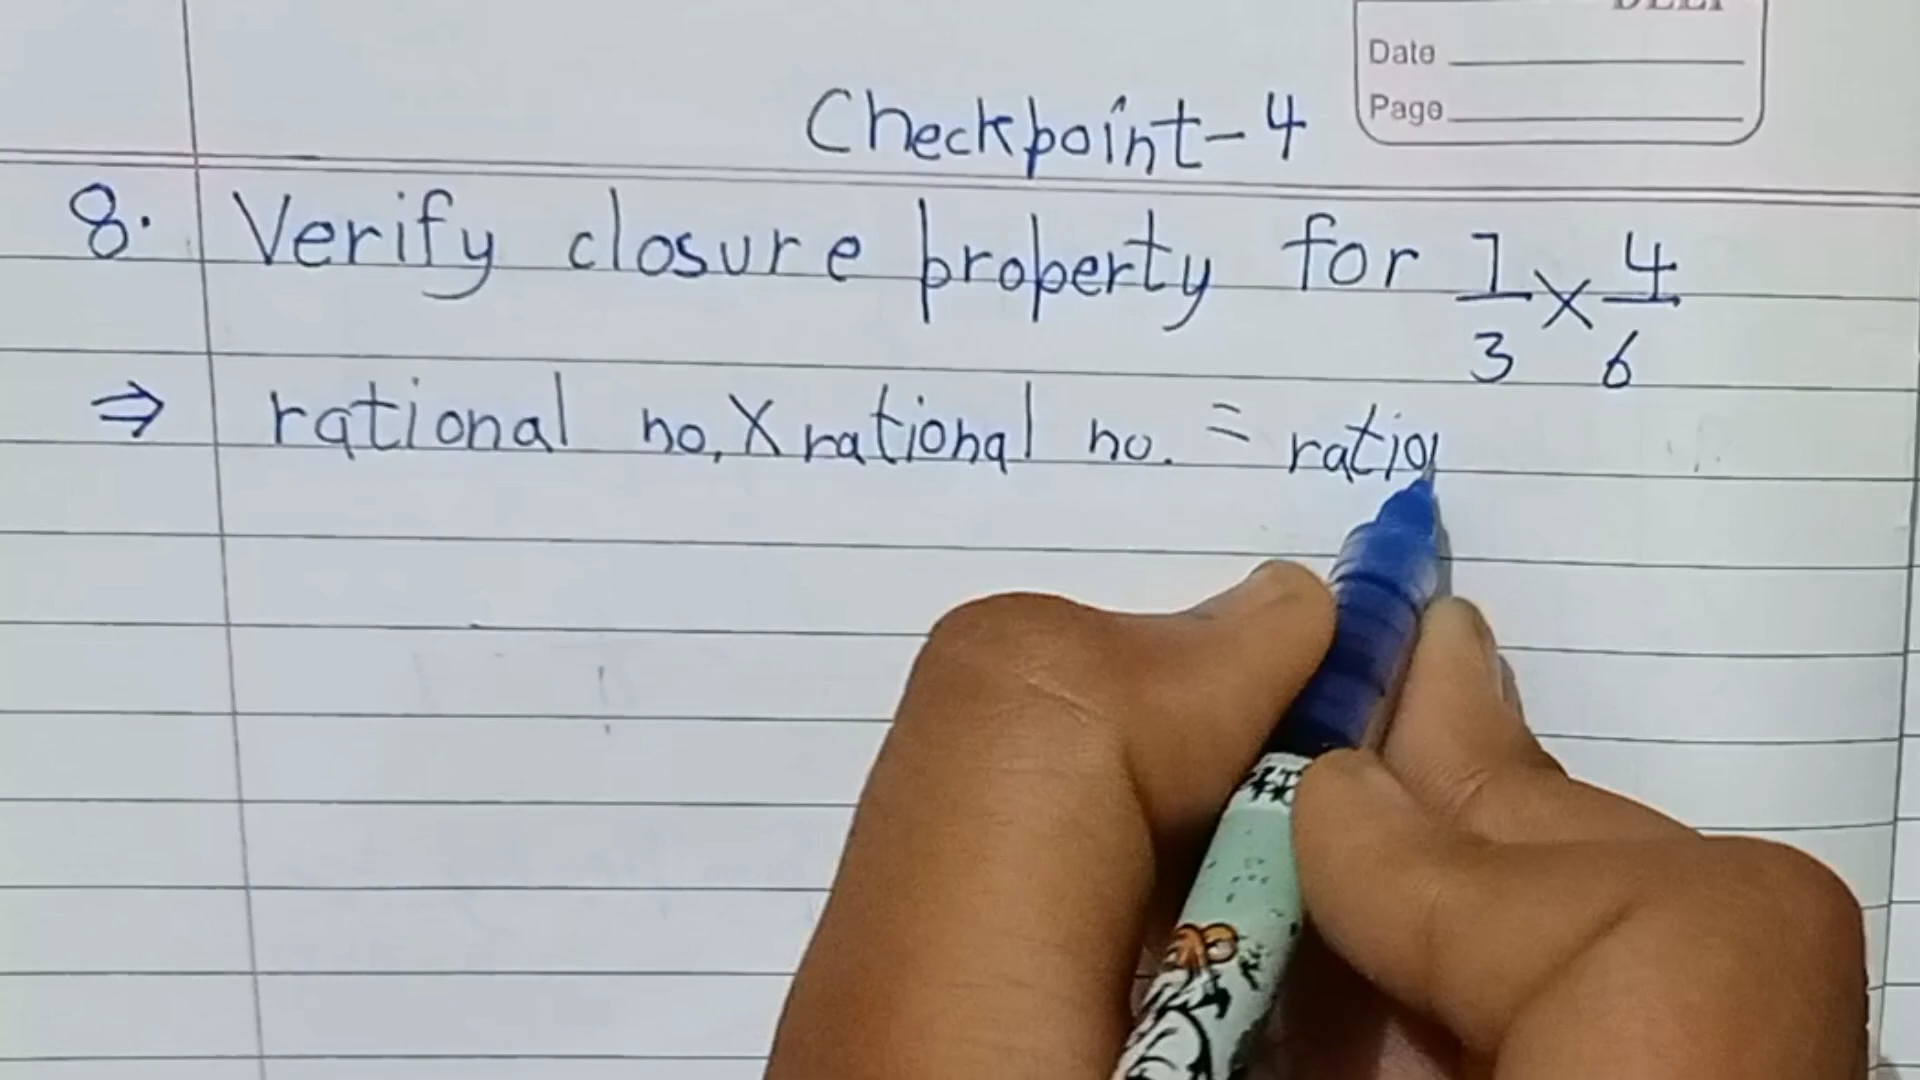 Date
Page
Checkpoint-4
8. Verify closure property for 1/3 × 4/6
⇒ rational no. X rational no. = ratio